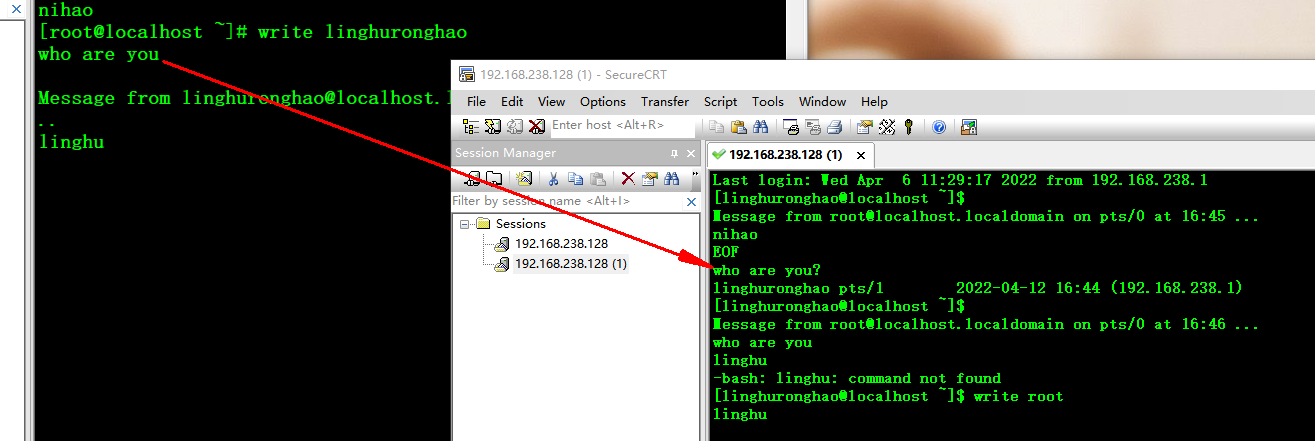 nihao
[root@localhost ~]# write linghuronghao
who are you
Message from linghuronghao@localhost.
..
linghu
192.168.238.128 (1) - SecureCRT
File Edit View Options Transfer Script Tools Window Help
Enter host <Alt+R>
Session Manager
Filter by session name <Alt+I>
Sessions
192.168.238.128
192.168.238.128 (1)
192.168.238.128 (1)
Last login: Wed Apr  6 11:29:17 2022 from 192.168.238.1
[linghuronghao@localhost ~]$
Message from root@localhost.localdomain on pts/0 at 16:45 ...
nihao
EOF
who are you?
linghuronghao pts/1        2022-04-12 16:44 (192.168.238.1)
[linghuronghao@localhost ~]$
Message from root@localhost.localdomain on pts/0 at 16:46 ...
who are you
linghu
-bash: linghu: command not found
[linghuronghao@localhost ~]$ write root
linghu